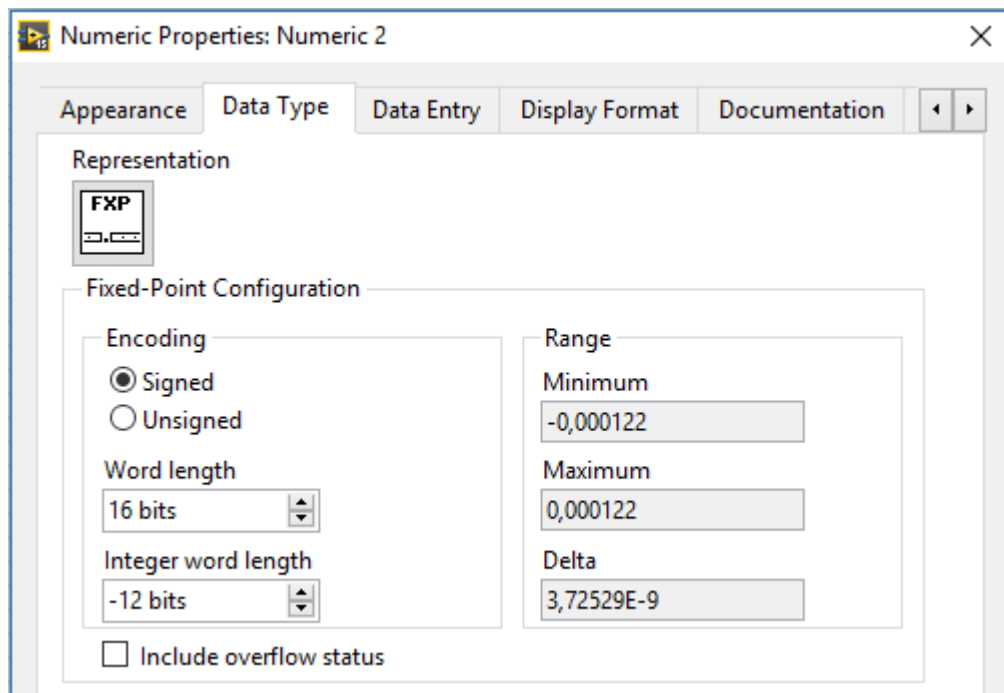 Numeric Properties: Numeric 2
Appearance Data Type Data Entry Display Format Documentation
Representation
FXP
Fixed-Point Configuration
Encoding
Signed
Unsigned
Word length
16 bits
Integer word length
-12 bits
Range
Minimum
-0,000122
Maximum
0,000122
Delta
3,72529E-9
Include overflow status